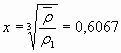 x = ∛(ρ̅/ρ₁) = 0,6067